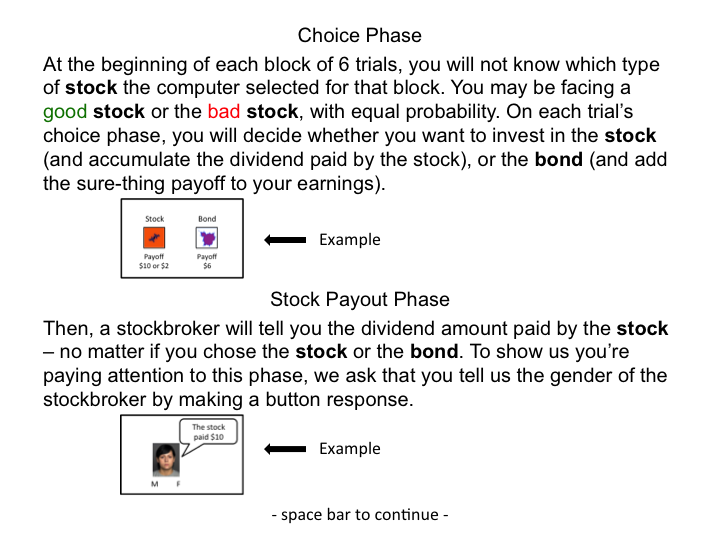 Choice Phase
At the beginning of each block of 6 trials, you will not know which type
of stock the computer selected for that block. You may be facing a
good stock or the bad stock, with equal probability. On each trial's
choice phase, you will decide whether you want to invest in the stock
(and accumulate the dividend paid by the stock), or the bond (and add
the sure-thing payoff to your earnings).
Stock Bond
Payoff Payoff
$10 or $2 $6
Example
Stock Payout Phase
Then, a stockbroker will tell you the dividend amount paid by the stock
– no matter if you chose the stock or the bond. To show us you're
paying attention to this phase, we ask that you tell us the gender of the
stockbroker by making a button response.
The stock
paid $10
M F
Example
- space bar to continue -